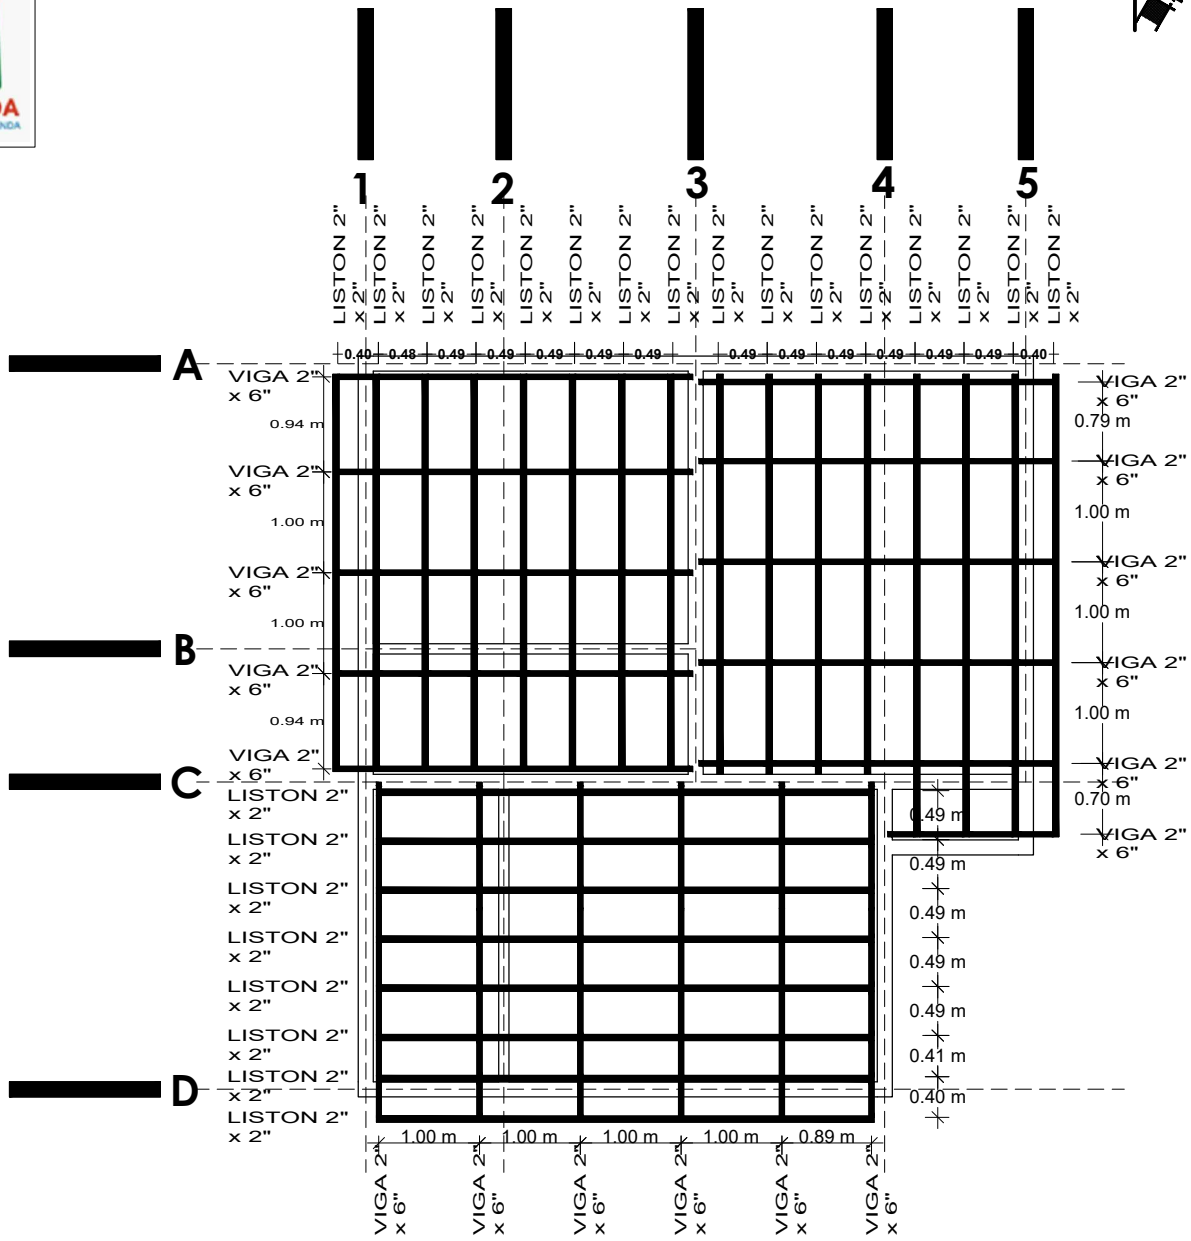 NDA
1
2
3
4
5
LISTON 2"
x 2"
LISTON 2"
x 2"
LISTON 2"
x 2"
LISTON 2"
x 2"
LISTON 2"
x 2"
LISTON 2"
x 2"
LISTON 2"
x 2"
LISTON 2"
x 2"
LISTON 2"
x 2"
LISTON 2"
x 2"
LISTON 2"
x 2"
LISTON 2"
x 2"
LISTON 2"
x 2"
LISTON 2"
x 2"
LISTON 2"
x 2"
LISTON 2"
x 2"
0.40 0.48 0.49 0.49 0.49 0.49 0.49 0.49 0.49 0.49 0.49 0.49 0.49 0.40
A
VIGA 2"
x 6"
0.94 m
VIGA 2"
x 6"
1.00 m
VIGA 2"
x 6"
1.00 m
B
VIGA 2"
x 6"
0.94 m
VIGA 2"
x 6"
C
VIGA 2"
x 6"
0.79 m
VIGA 2"
x 6"
1.00 m
VIGA 2"
x 6"
1.00 m
VIGA 2"
x 6"
1.00 m
VIGA 2"
x 6"
0.70 m
VIGA 2"
x 6"
LISTON 2"
x 2"
LISTON 2"
x 2"
LISTON 2"
x 2"
LISTON 2"
x 2"
LISTON 2"
x 2"
LISTON 2"
x 2"
LISTON 2"
x 2"
LISTON 2"
x 2"
D
0.49 m
0.49 m
0.49 m
0.49 m
0.49 m
0.41 m
0.40 m
1.00 m 1.00 m 1.00 m 1.00 m 0.89 m
VIGA 2"
x 6"
VIGA 2"
x 6"
VIGA 2"
x 6"
VIGA 2"
x 6"
VIGA 2"
x 6"
VIGA 2"
x 6"